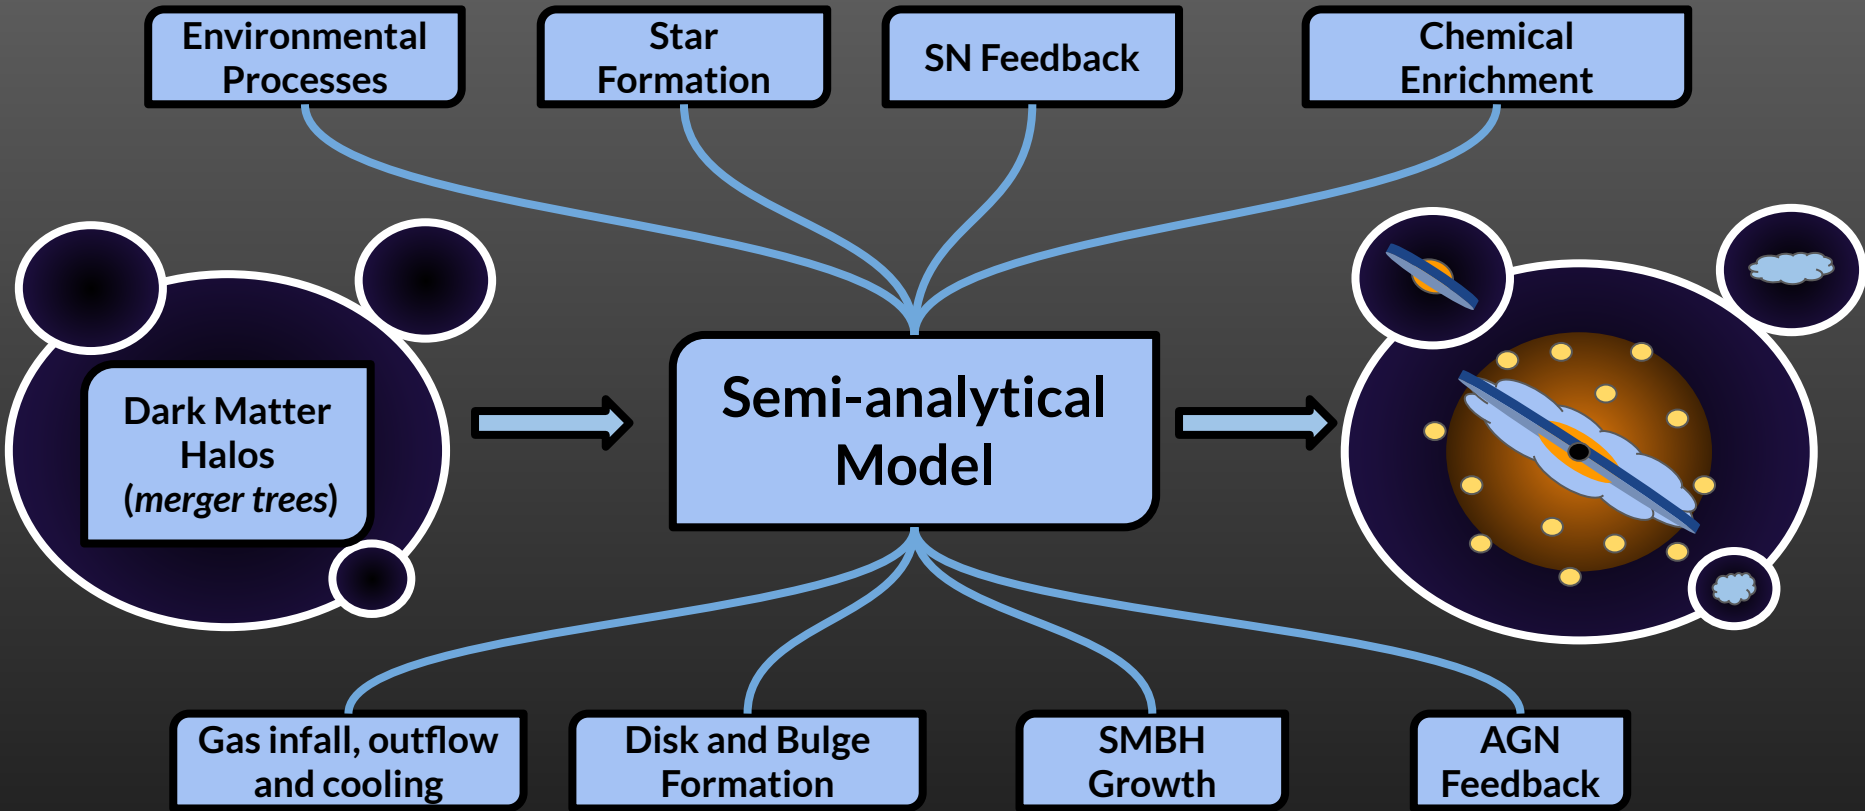 Environmental
Processes
Star
Formation
SN Feedback
Chemical
Enrichment
Dark Matter
Halos
(merger trees)
Semi-analytical
Model
Gas infall, outflow
and cooling
Disk and Bulge
Formation
SMBH
Growth
AGN
Feedback